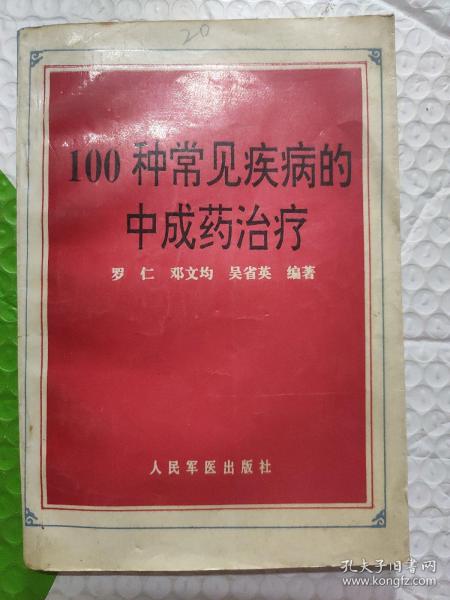 20
100种常见疾病的
中成药治疗
罗仁 邓文均 吴省英 编著
人民军医出版社
孔夫子旧书网
www.kongfz.com